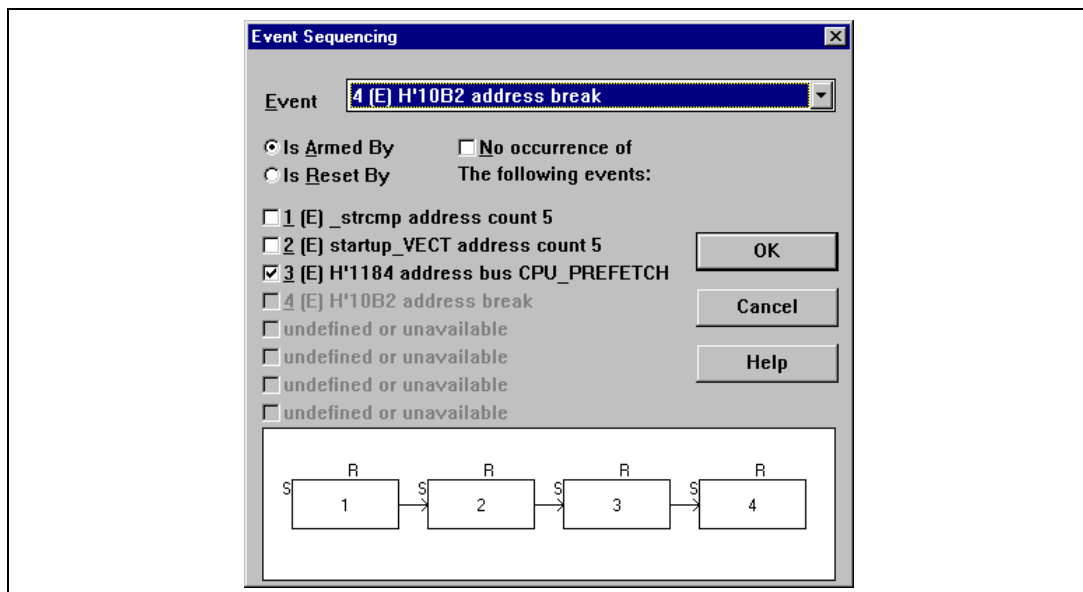 Event Sequencing
Event 4 (E) H'10B2 address break
Is Armed By No occurrence of
Is Reset By The following events:
1 (E) _strcmp address count 5
2 (E) startup_VECT address count 5
OK
3 (E) H'1184 address bus CPU_PREFETCH
4 (E) H'10B2 address break
Cancel
undefined or unavailable
undefined or unavailable
Help
undefined or unavailable
undefined or unavailable
R R R R
S S S S
1 2 3 4